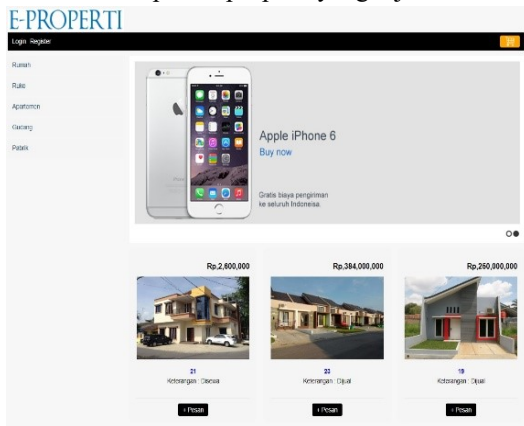 E-PROPERTI
Login Register
Rumah
Ruko
Apartemen
Gudang
Pabrik
Apple iPhone 6
Buy now
Gratis biaya pengiriman
ke seluruh Indoneisa
Rp,2,600,000
Rp,384,000,000
Rp,250,000,000
21
20
19
Keterangan : Disewa
Keterangan : Dijual
Keterangan : Dijual
+ Pesan
+ Pesan
+ Pesan